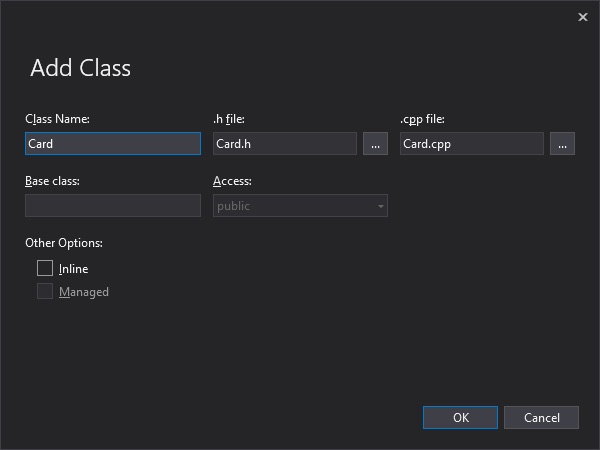 Add Class
Class Name: .h file: .cpp file:
Card Card.h ... Card.cpp ...
Base class: Access:
public
Other Options:
Inline
Managed
OK Cancel